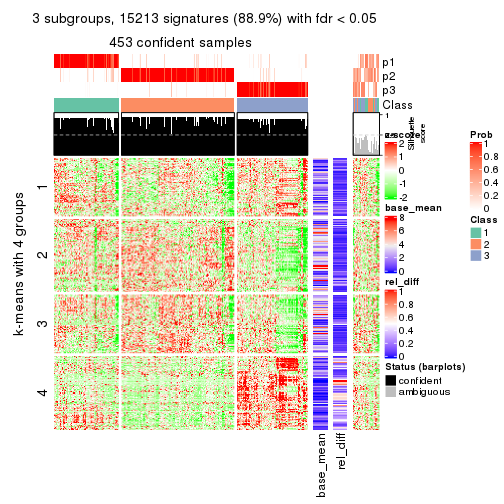 3 subgroups, 15213 signatures (88.9%) with fdr < 0.05
453 confident samples
p1
p2
p3
Class
1
Silhouette
score
z-score
2
1
0
-1
-2
Prob
1
0.8
0.6
0.4
0.2
0
base_mean
8
6
4
2
0
Class
1
2
3
rel_diff
1
0.8
0.6
0.4
0.2
0
Status (barplots)
confident
ambiguous
k-means with 4 groups
1
2
3
4
base_mean
rel_diff